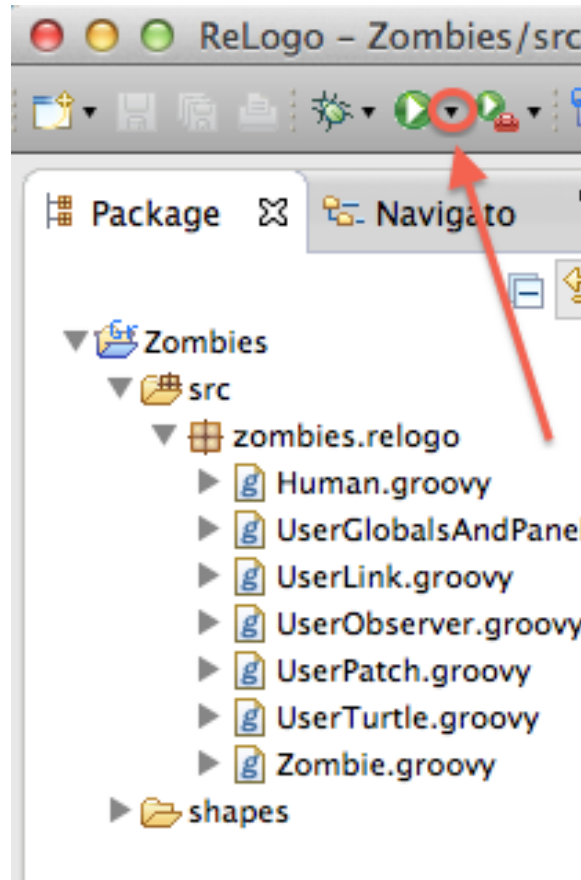 ReLogo – Zombies/src
Package
Navigato
Zombies
src
zombies.relogo
Human.groovy
UserGlobalsAndPanel
UserLink.groovy
UserObserver.groovy
UserPatch.groovy
UserTurtle.groovy
Zombie.groovy
shapes